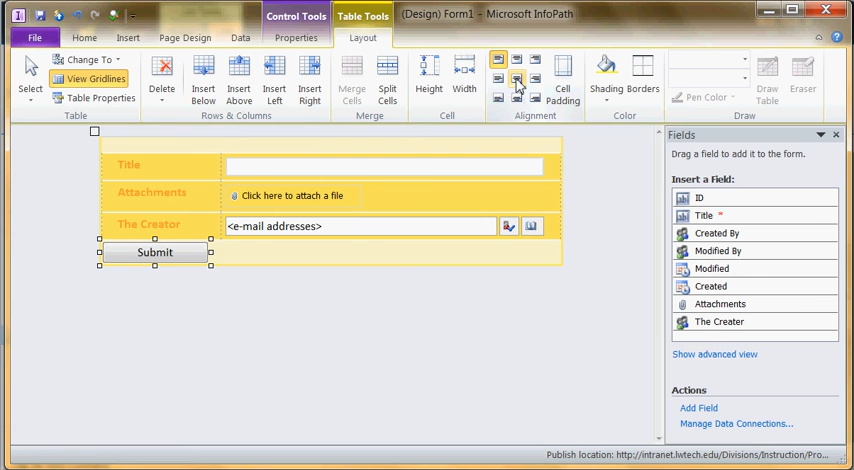 Control Tools
Table Tools
(Design) Form1 - Microsoft InfoPath
File
Home
Insert
Page Design
Data
Properties
Layout
Select
Change To
View Gridlines
Table Properties
Table
Delete
Insert Below
Insert Above
Insert Left
Insert Right
Rows & Columns
Merge Cells
Split Cells
Merge
Height
Width
Cell
Cell Padding
Alignment
Shading
Borders
Color
Pen Color
Draw Table
Eraser
Draw
Title
Attachments
Click here to attach a file
The Creator
<e-mail addresses>
Submit
Fields
Drag a field to add it to the form.
Insert a Field:
ID
Title *
Created By
Modified By
Modified
Created
Attachments
The Creater
Show advanced view
Actions
Add Field
Manage Data Connections...
Publish location: http://intranet.lwtech.edu/Divisions/Instruction/Pro...